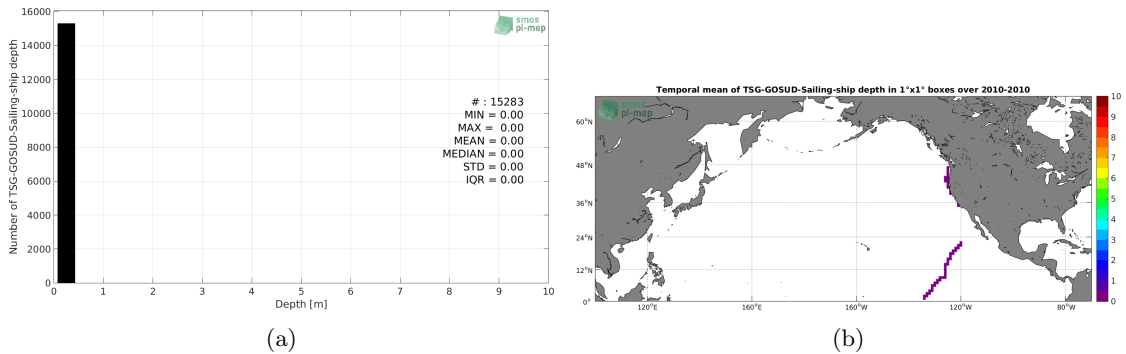 smos
pi-mep
16000
14000
12000
10000
8000
6000
4000
2000
0
Number of TSG-GOSUD-Sailing-ship depth
# : 15283
MIN = 0.00
MAX = 0.00
MEAN = 0.00
MEDIAN = 0.00
STD = 0.00
IQR = 0.00
0 1 2 3 4 5 6 7 8 9 10
Depth [m]
(a)
Temporal mean of TSG-GOSUD-Sailing-ship depth in 1°x1° boxes over 2010-2010
smos
pi-mep
60°N
48°N
36°N
24°N
12°N
0°
120°E 160°E 160°W 120°W 80°W
10
9
8
7
6
5
4
3
2
1
0
(b)